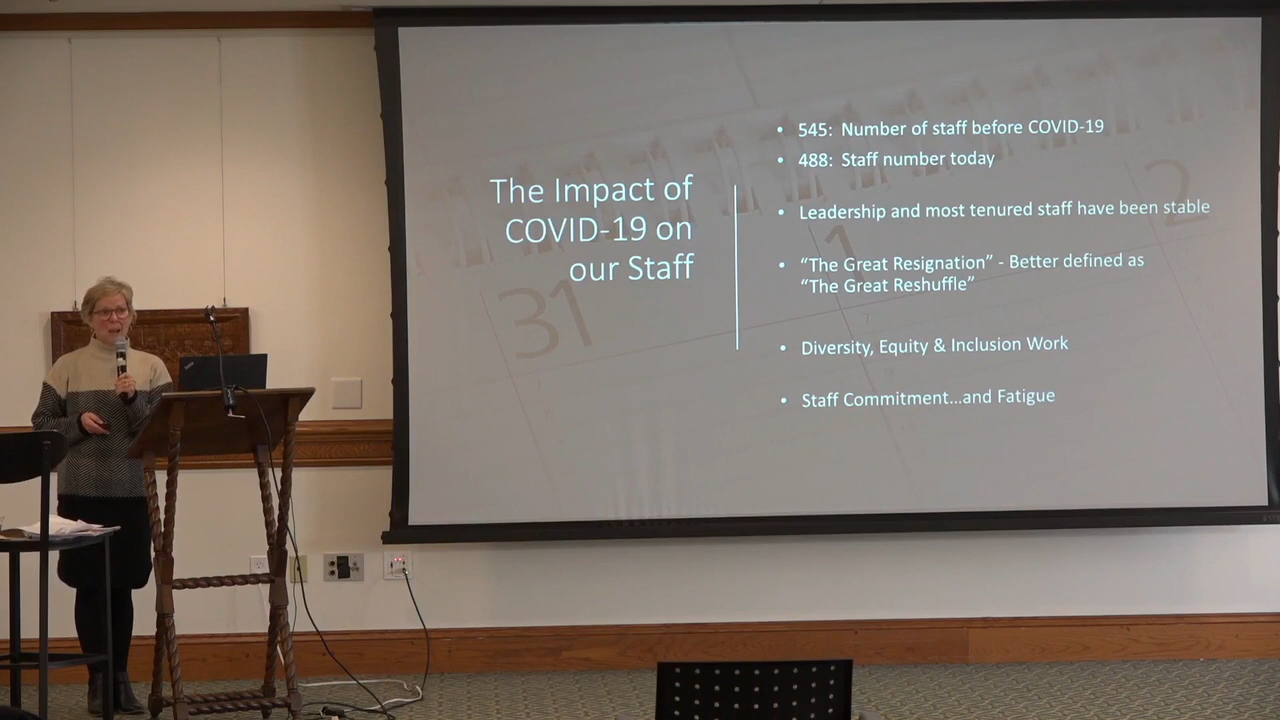 The Impact of
COVID-19 on
our Staff
• 545: Number of staff before COVID-19
• 488: Staff number today
• Leadership and most tenured staff have been stable
• “The Great Resignation” - Better defined as
“The Great Reshuffle”
• Diversity, Equity & Inclusion Work
• Staff Commitment...and Fatigue
31
1
2